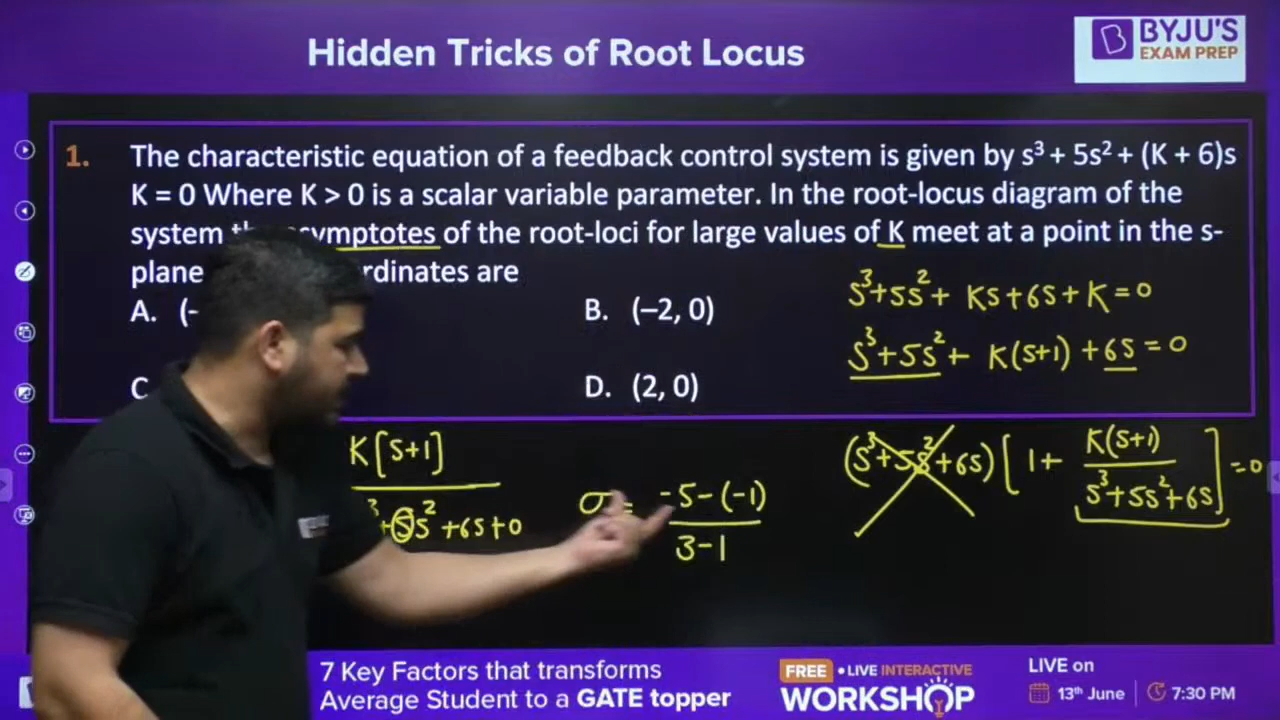 Hidden Tricks of Root Locus
BYJU'S
EXAM PREP
1. The characteristic equation of a feedback control system is given by s³ + 5s² + (K + 6)s
K = 0 Where K > 0 is a scalar variable parameter. In the root-locus diagram of the
system symptotes of the root-loci for large values of K meet at a point in the s-
plane rdinates are
A. (-
B. (–2, 0)
C
D. (2, 0)
s³+5s²+ Ks+6s+K=0
s³+5s²+ K(s+1) +6s=0
K[s+1]
³+5s²+6s+0
σ = -5-(-1)
3-1
(s³+5s²+6s)[1+ K(s+1)
s³+5s²+6s]=0
7 Key Factors that transforms
Average Student to a GATE topper
FREE • LIVE INTERACTIVE
WORKSHOP
LIVE on
13th June | 7:30 PM